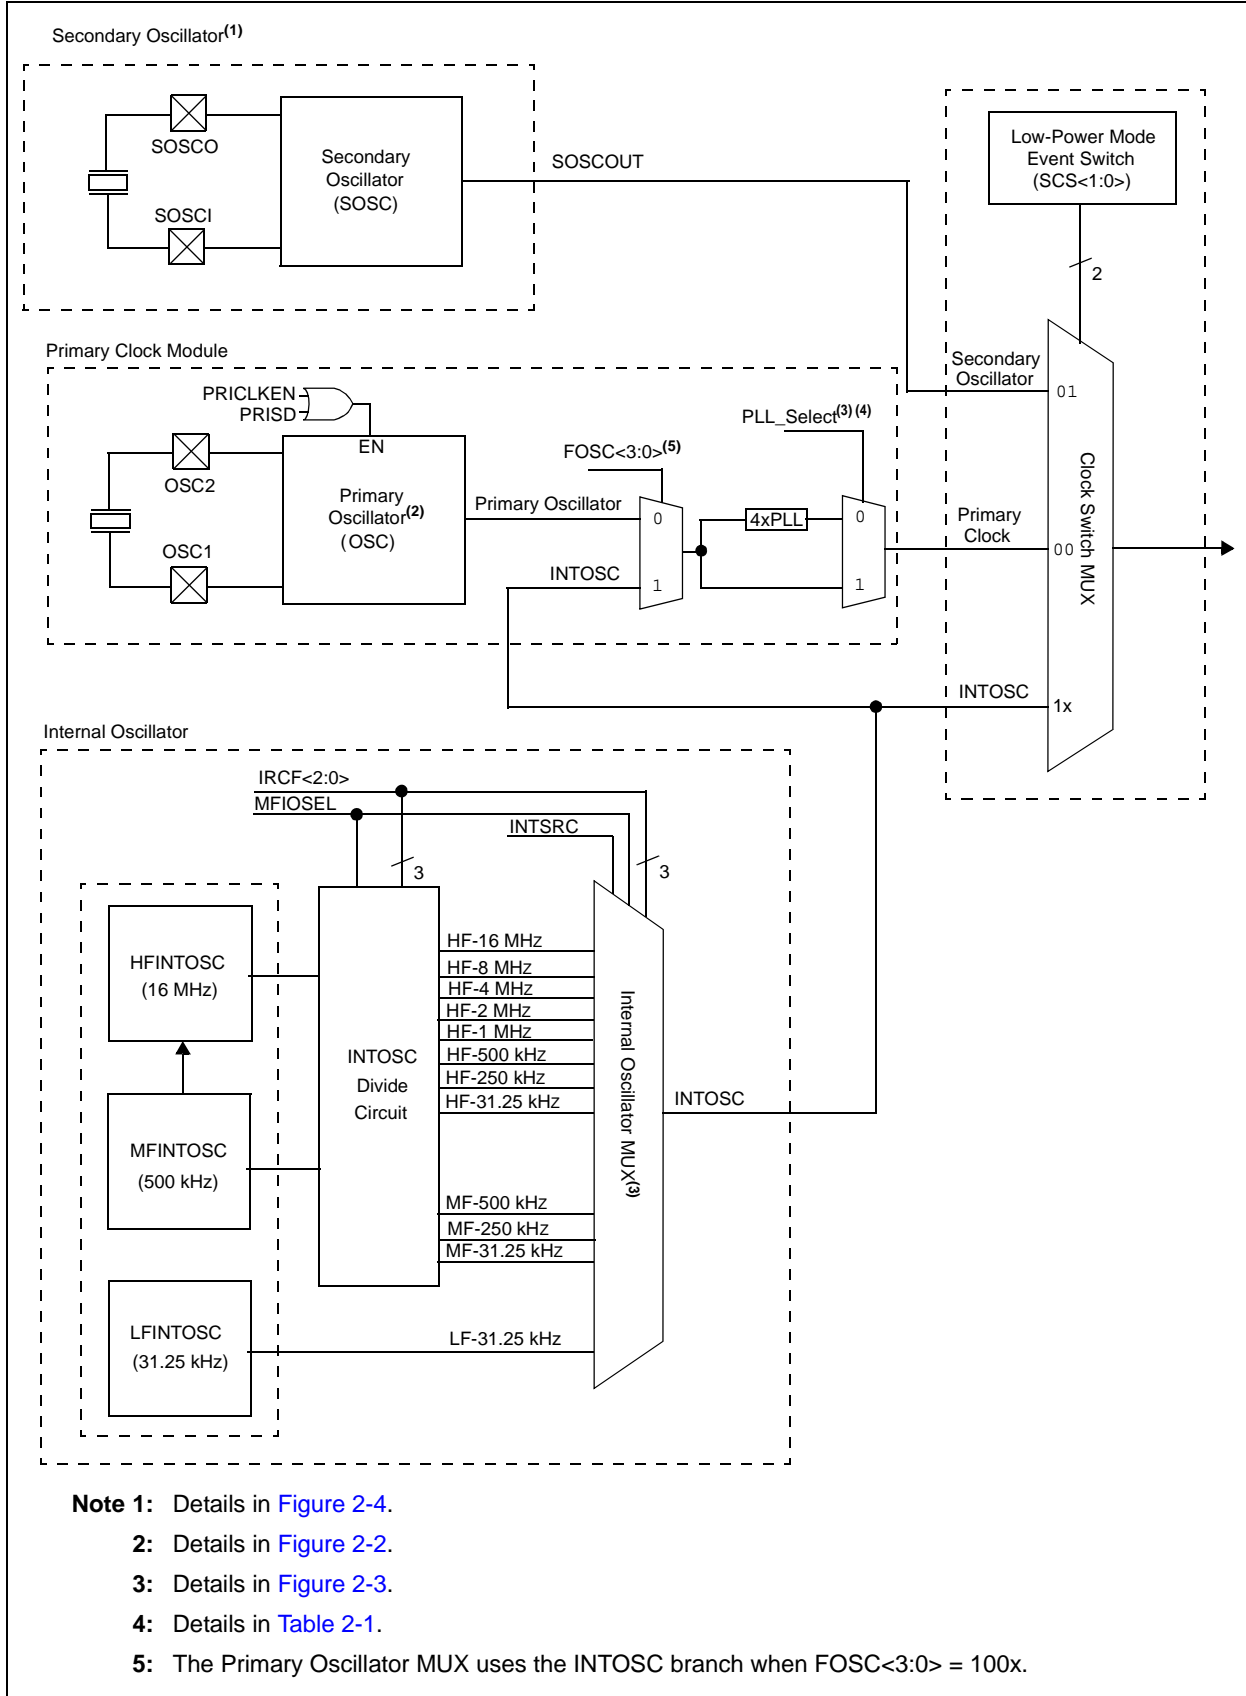 Secondary Oscillator(1)
SOSCO
SOSCI
Secondary
Oscillator
(SOSC)
SOSCOUT
Low-Power Mode
Event Switch
(SCS<1:0>)
2
Secondary
Oscillator
01
Primary
Clock
00
INTOSC
1x
Clock Switch MUX
Primary Clock Module
PRICLKEN
PRISD
EN
OSC2
OSC1
Primary
Oscillator(2)
(OSC)
Primary Oscillator
INTOSC
FOSC<3:0>(5)
0
1
4xPLL
PLL_Select(3) (4)
0
1
Internal Oscillator
IRCF<2:0>
MFIOSEL
INTSRC
3
3
HFINTOSC
(16 MHz)
MFINTOSC
(500 kHz)
LFINTOSC
(31.25 kHz)
INTOSC
Divide
Circuit
HF-16 MHz
HF-8 MHz
HF-4 MHz
HF-2 MHz
HF-1 MHz
HF-500 kHz
HF-250 kHz
HF-31.25 kHz
MF-500 kHz
MF-250 kHz
MF-31.25 kHz
LF-31.25 kHz
Internal Oscillator MUX(3)
INTOSC
Note 1: Details in Figure 2-4.
2: Details in Figure 2-2.
3: Details in Figure 2-3.
4: Details in Table 2-1.
5: The Primary Oscillator MUX uses the INTOSC branch when FOSC<3:0> = 100x.